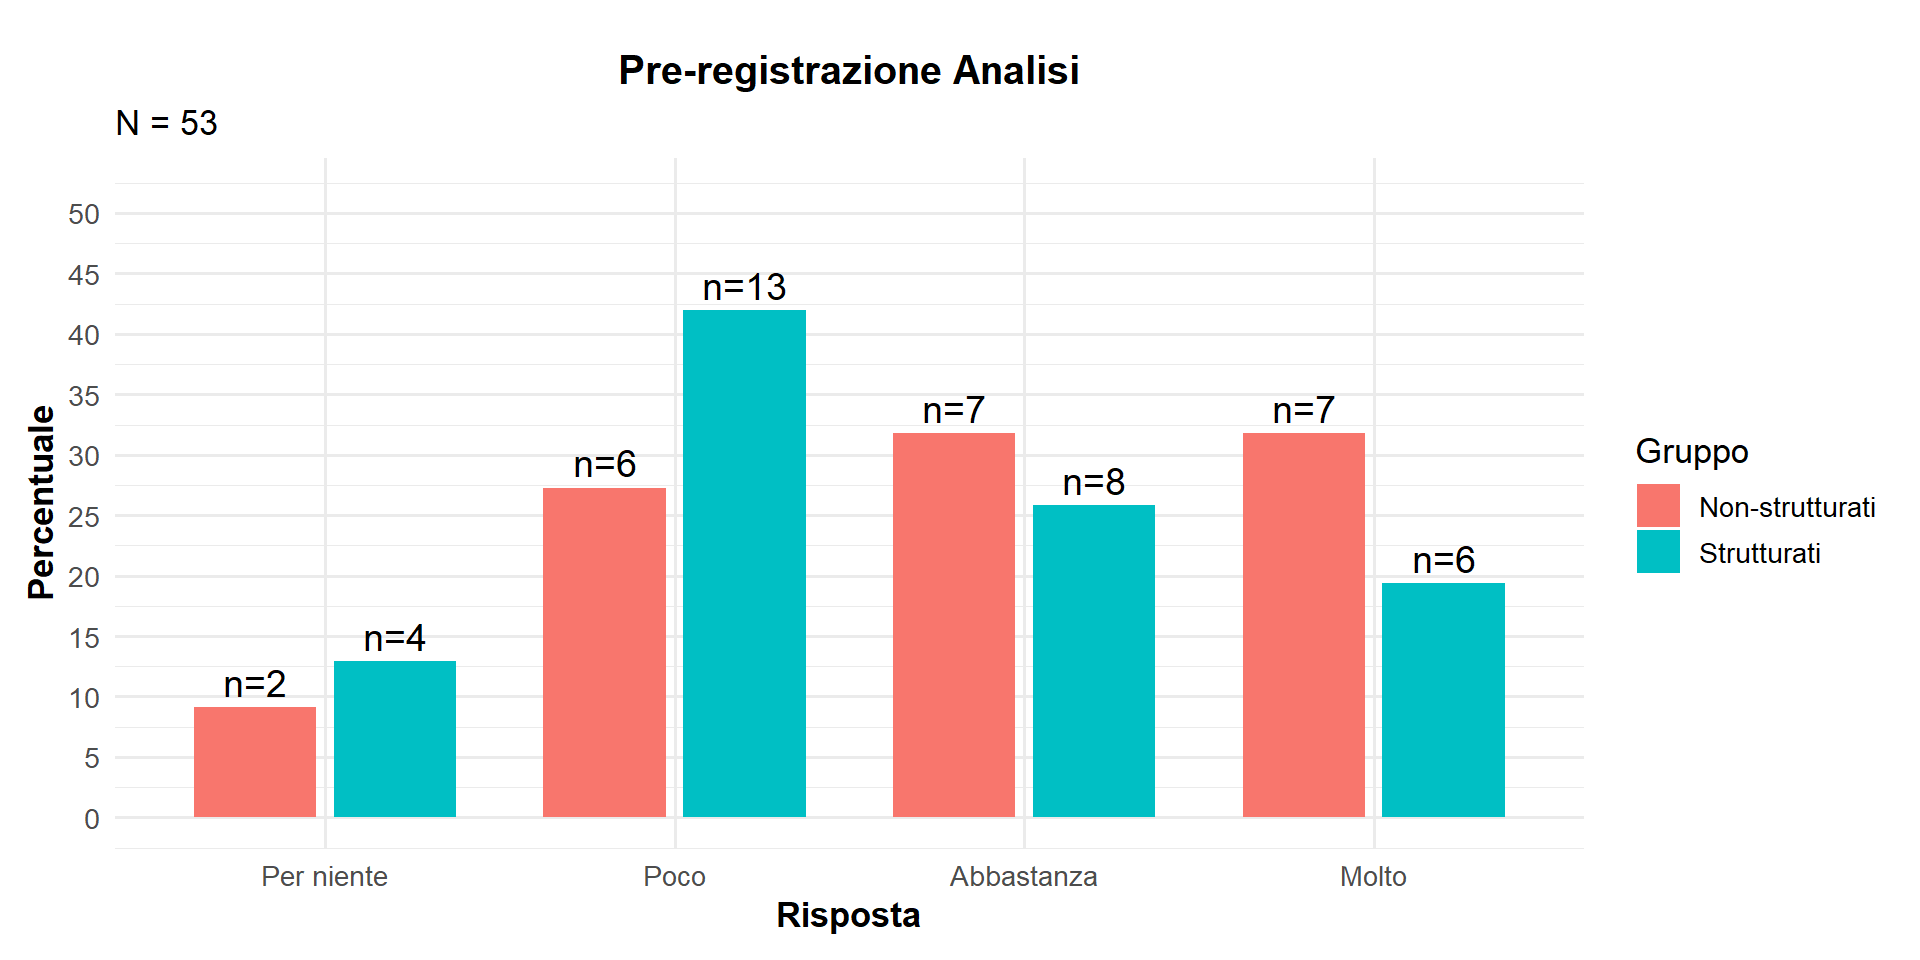 Pre-registrazione Analisi
N = 53
Percentuale
50
45
40
35
30
25
20
15
10
5
0
n=2
n=4
n=6
n=13
n=7
n=8
n=7
n=6
Per niente
Poco
Abbastanza
Molto
Risposta
Gruppo
Non-strutturati
Strutturati